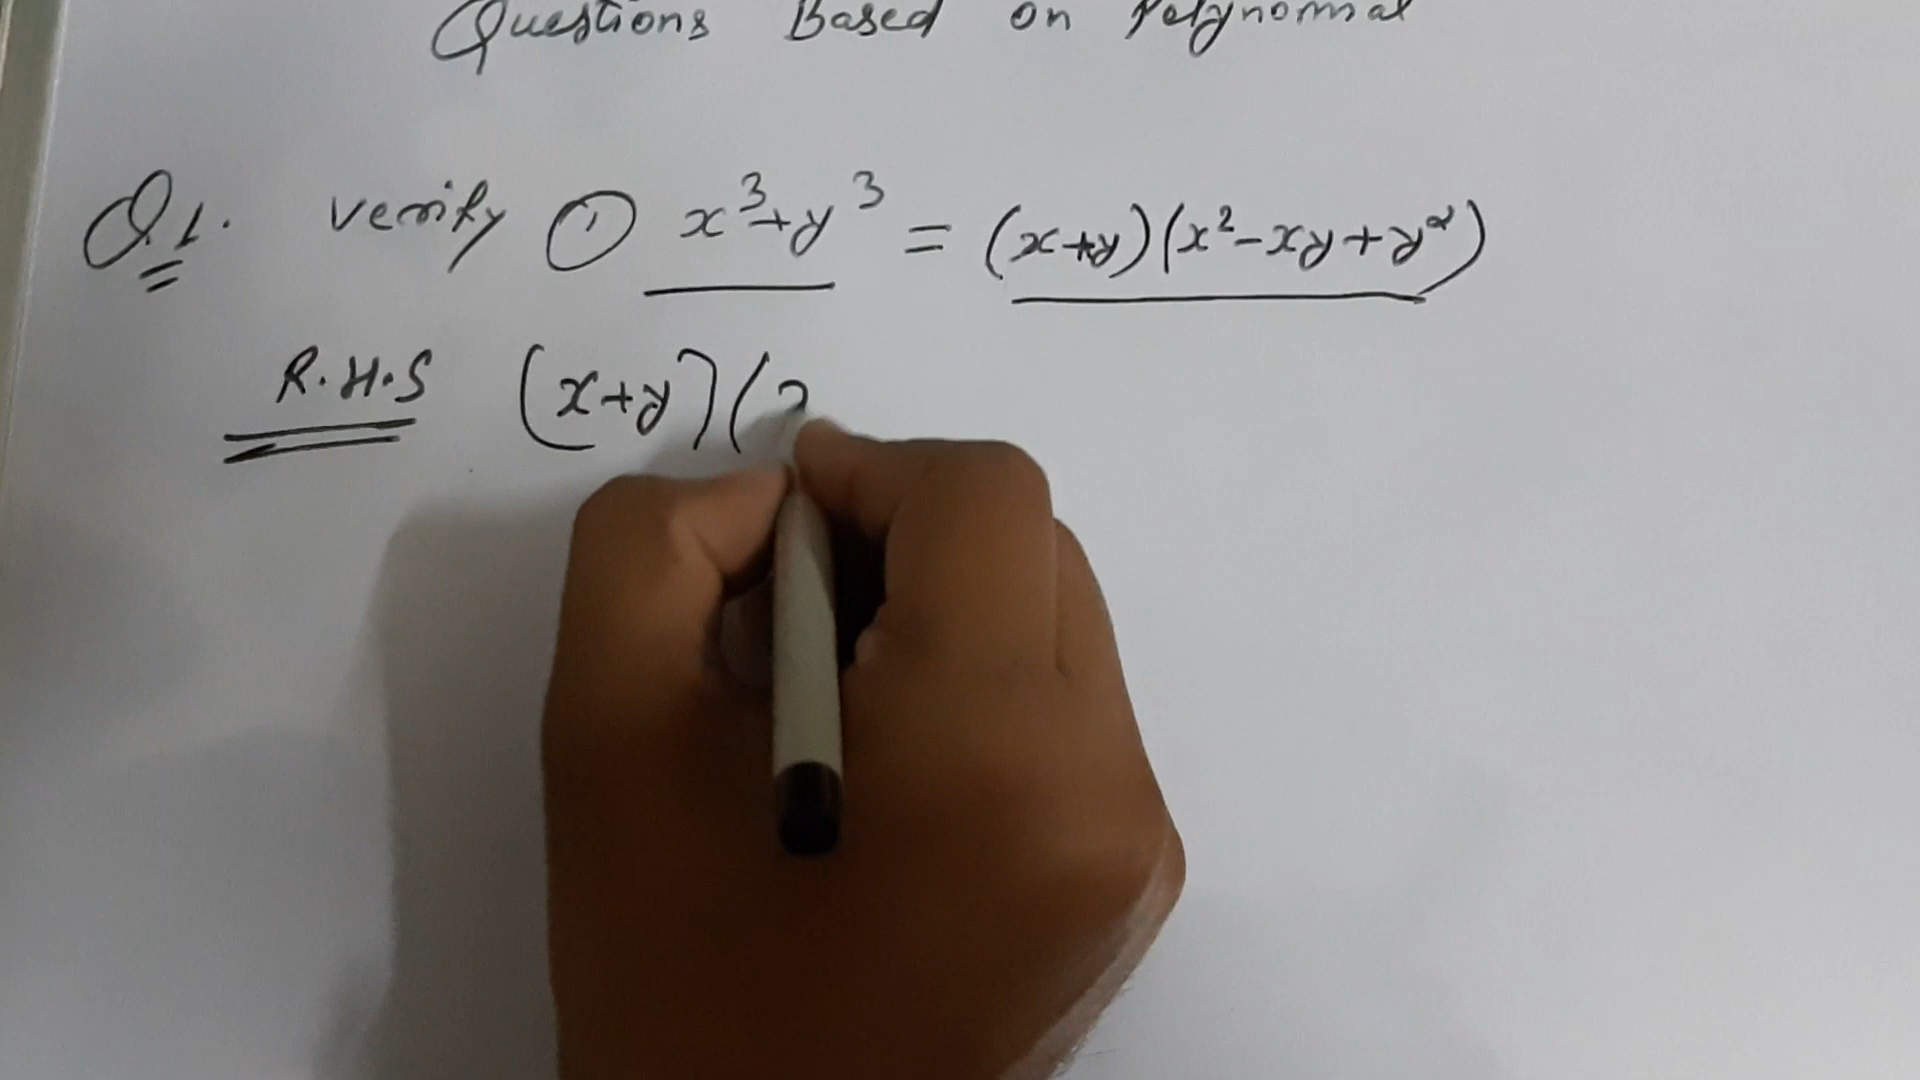 Questions Based on Polynomial
Q1. verify ① x³+y³ = (x+y)(x²-xy+y²)
R.H.S (x+y)(